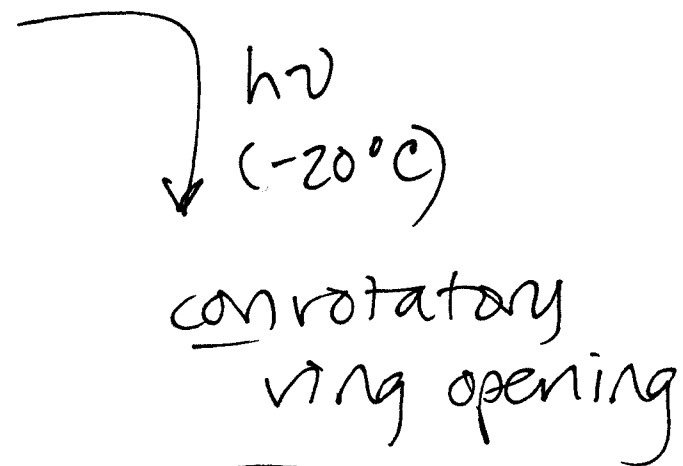 hν
(-20°C)
conrotatory
ring opening